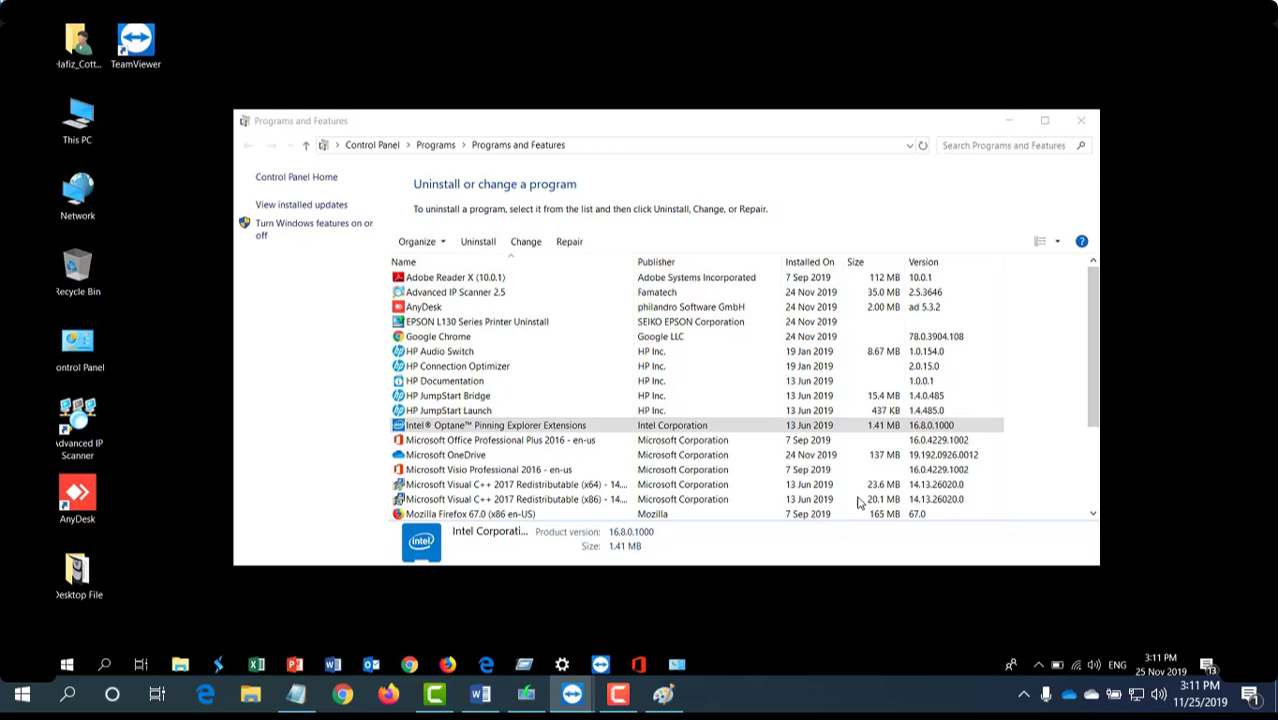 Hafiz_Cott...
TeamViewer
This PC
Network
Recycle Bin
ontrol Panel
Advanced IP
Scanner
AnyDesk
Desktop File
Programs and Features
Control Panel > Programs > Programs and Features
Search Programs and Features
Control Panel Home
View installed updates
Turn Windows features on or
off
Uninstall or change a program
To uninstall a program, select it from the list and then click Uninstall, Change, or Repair.
Organize Uninstall Change Repair
Name Publisher Installed On Size Version
Adobe Reader X (10.0.1) Adobe Systems Incorporated 7 Sep 2019 112 MB 10.0.1
Advanced IP Scanner 2.5 Famatech 24 Nov 2019 35.0 MB 2.5.3646
AnyDesk philandro Software GmbH 24 Nov 2019 2.00 MB ad 5.3.2
EPSON L130 Series Printer Uninstall SEIKO EPSON Corporation 24 Nov 2019
Google Chrome Google LLC 24 Nov 2019 78.0.3904.108
HP Audio Switch HP Inc. 19 Jan 2019 8.67 MB 1.0.154.0
HP Connection Optimizer HP Inc. 19 Jan 2019 2.0.15.0
HP Documentation HP Inc. 13 Jun 2019 1.0.0.1
HP JumpStart Bridge HP Inc. 13 Jun 2019 15.4 MB 1.4.0.485
HP JumpStart Launch HP Inc. 13 Jun 2019 437 KB 1.4.485.0
Intel® Optane™ Pinning Explorer Extensions Intel Corporation 13 Jun 2019 1.41 MB 16.8.0.1000
Microsoft Office Professional Plus 2016 - en-us Microsoft Corporation 7 Sep 2019 16.0.4229.1002
Microsoft OneDrive Microsoft Corporation 24 Nov 2019 137 MB 19.192.0926.0012
Microsoft Visio Professional 2016 - en-us Microsoft Corporation 7 Sep 2019 16.0.4229.1002
Microsoft Visual C++ 2017 Redistributable (x64) - 14.... Microsoft Corporation 13 Jun 2019 23.6 MB 14.13.26020.0
Microsoft Visual C++ 2017 Redistributable (x86) - 14.... Microsoft Corporation 13 Jun 2019 20.1 MB 14.13.26020.0
Mozilla Firefox 67.0 (x86 en-US) Mozilla 7 Sep 2019 165 MB 67.0
intel Intel Corporati... Product version: 16.8.0.1000
Size: 1.41 MB
ENG 3:11 PM
25 Nov 2019 13
3:11 PM
11/25/2019 1